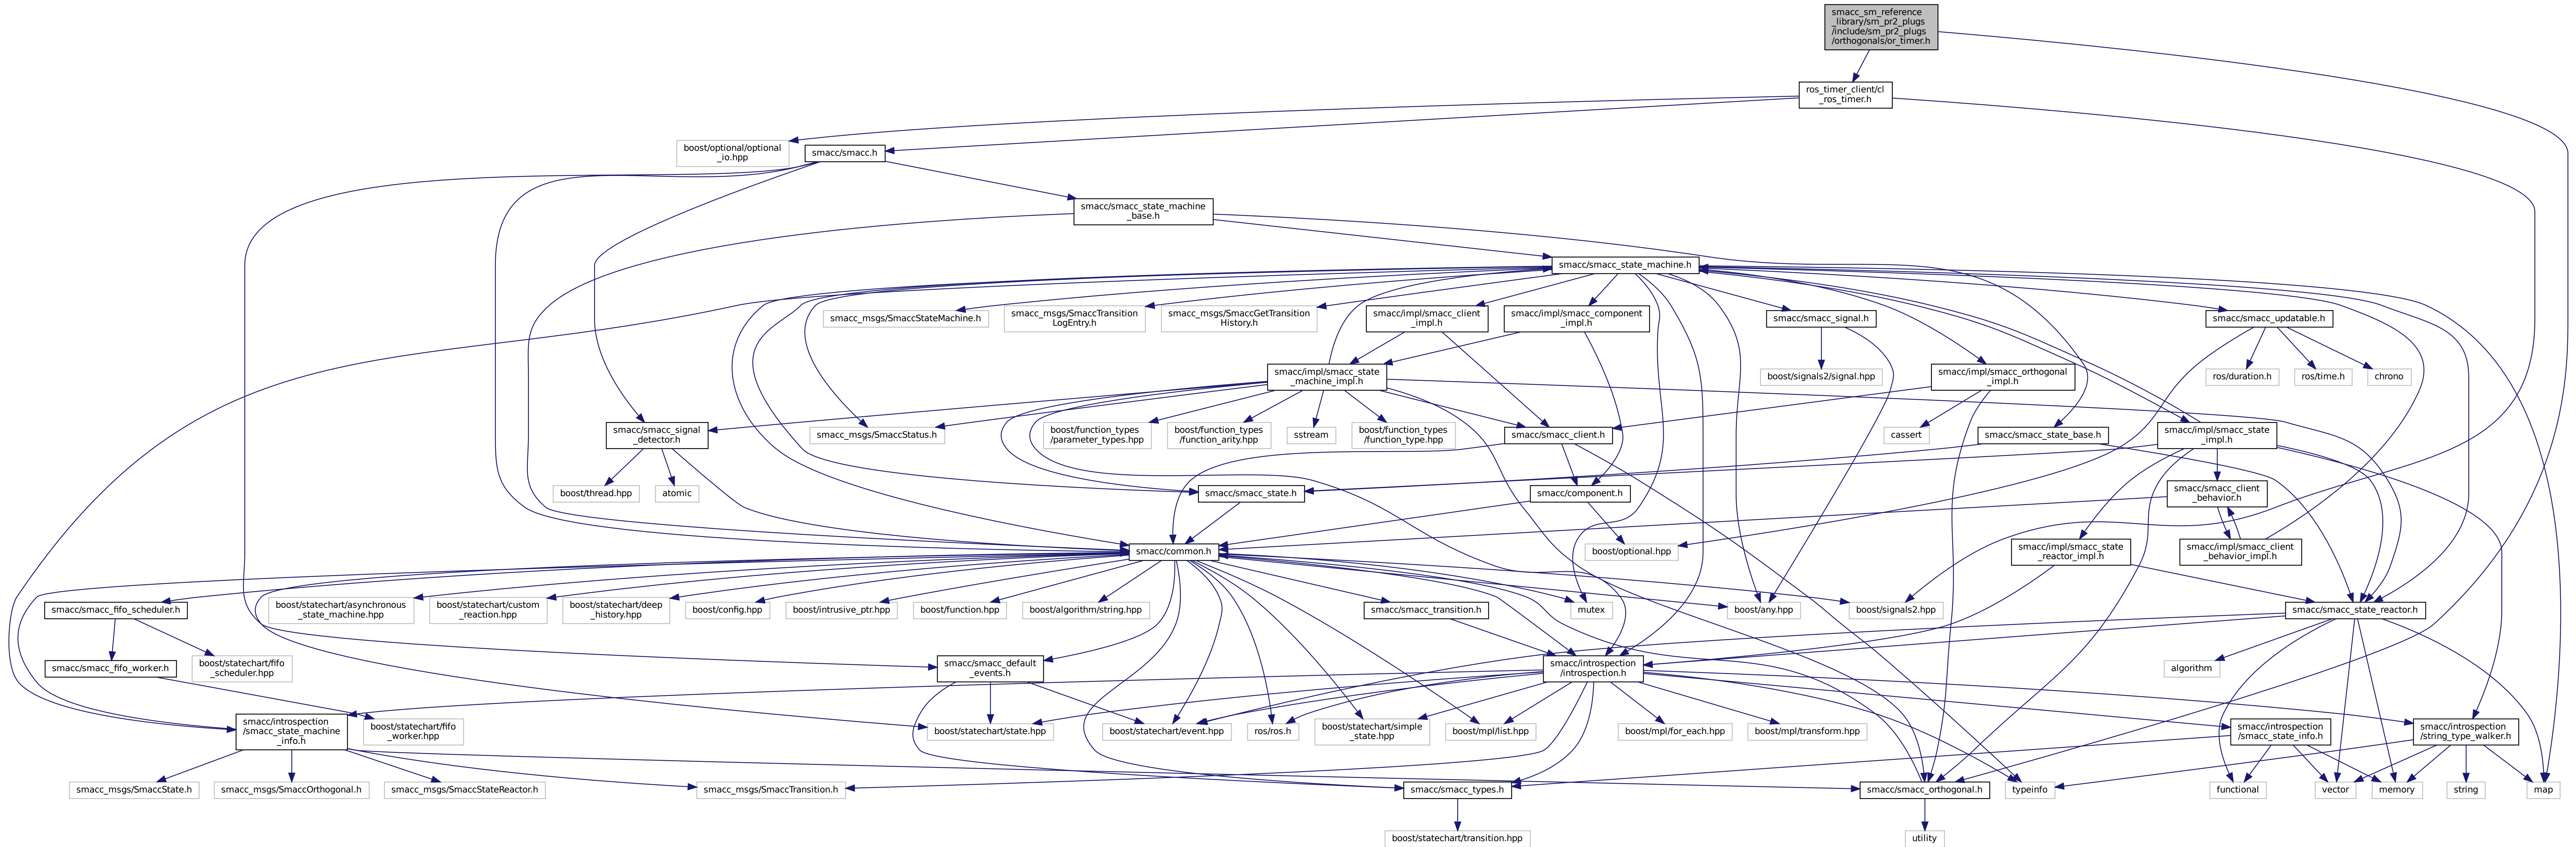 smacc_sm_reference
_library/sm_pr2_plugs
/include/sm_pr2_plugs
/orthogonals/or_timer.h
ros_timer_client/cl
_ros_timer.h
boost/optional/optional
_io.hpp
smacc/smacc.h
smacc/smacc_state_machine
_base.h
smacc/smacc_state_machine.h
smacc_msgs/SmaccStateMachine.h
smacc_msgs/SmaccTransition
LogEntry.h
smacc_msgs/SmaccGetTransition
History.h
smacc/impl/smacc_client
_impl.h
smacc/impl/smacc_component
_impl.h
smacc/smacc_signal.h
smacc/smacc_updatable.h
smacc/impl/smacc_state
_machine_impl.h
boost/signals2/signal.hpp
smacc/impl/smacc_orthogonal
_impl.h
ros/duration.h
ros/time.h
chrono
smacc/smacc_signal
_detector.h
smacc_msgs/SmaccStatus.h
boost/function_types
/parameter_types.hpp
boost/function_types
/function_arity.hpp
sstream
boost/function_types
/function_type.hpp
smacc/smacc_client.h
cassert
smacc/smacc_state_base.h
smacc/impl/smacc_state
_impl.h
boost/thread.hpp
atomic
smacc/smacc_state.h
smacc/component.h
smacc/smacc_client
_behavior.h
smacc/common.h
boost/optional.hpp
smacc/impl/smacc_state
_reactor_impl.h
smacc/impl/smacc_client
_behavior_impl.h
smacc/smacc_fifo_scheduler.h
boost/statechart/asynchronous
_state_machine.hpp
boost/statechart/custom
_reaction.hpp
boost/statechart/deep
_history.hpp
boost/config.hpp
boost/intrusive_ptr.hpp
boost/function.hpp
boost/algorithm/string.hpp
smacc/smacc_transition.h
mutex
boost/any.hpp
boost/signals2.hpp
smacc/smacc_state_reactor.h
smacc/smacc_fifo_worker.h
boost/statechart/fifo
_scheduler.hpp
smacc/smacc_default
_events.h
smacc/introspection
/introspection.h
algorithm
smacc/introspection
/smacc_state_machine
_info.h
boost/statechart/fifo
_worker.hpp
boost/statechart/state.hpp
boost/statechart/event.hpp
ros/ros.h
boost/statechart/simple
_state.hpp
boost/mpl/list.hpp
boost/mpl/for_each.hpp
boost/mpl/transform.hpp
smacc/introspection
/smacc_state_info.h
smacc/introspection
/string_type_walker.h
smacc_msgs/SmaccState.h
smacc_msgs/SmaccOrthogonal.h
smacc_msgs/SmaccStateReactor.h
smacc_msgs/SmaccTransition.h
smacc/smacc_types.h
smacc/smacc_orthogonal.h
typeinfo
functional
vector
memory
string
map
boost/statechart/transition.hpp
utility